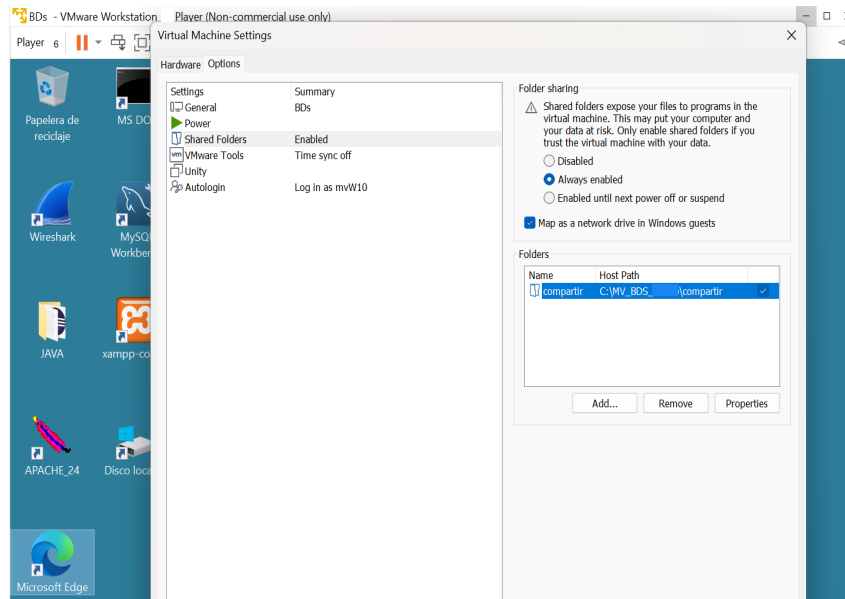 BDs - VMware Workstation Player (Non-commercial use only)
Player 6
Virtual Machine Settings
Hardware Options
Settings Summary
General BDs
Power
Shared Folders Enabled
VMware Tools Time sync off
Unity
Autologin Log in as mvW10
Folder sharing
Shared folders expose your files to programs in the
virtual machine. This may put your computer and
your data at risk. Only enable shared folders if you
trust the virtual machine with your data.
Disabled
Always enabled
Enabled until next power off or suspend
Map as a network drive in Windows guests
Folders
Name Host Path
compartir C:\MV_BDS_ \compartir
Add... Remove Properties
Papelera de
reciclaje
MS DO
Wireshark
MySQ
Workben
JAVA
xampp-co
APACHE_24
Disco loca
Microsoft Edge